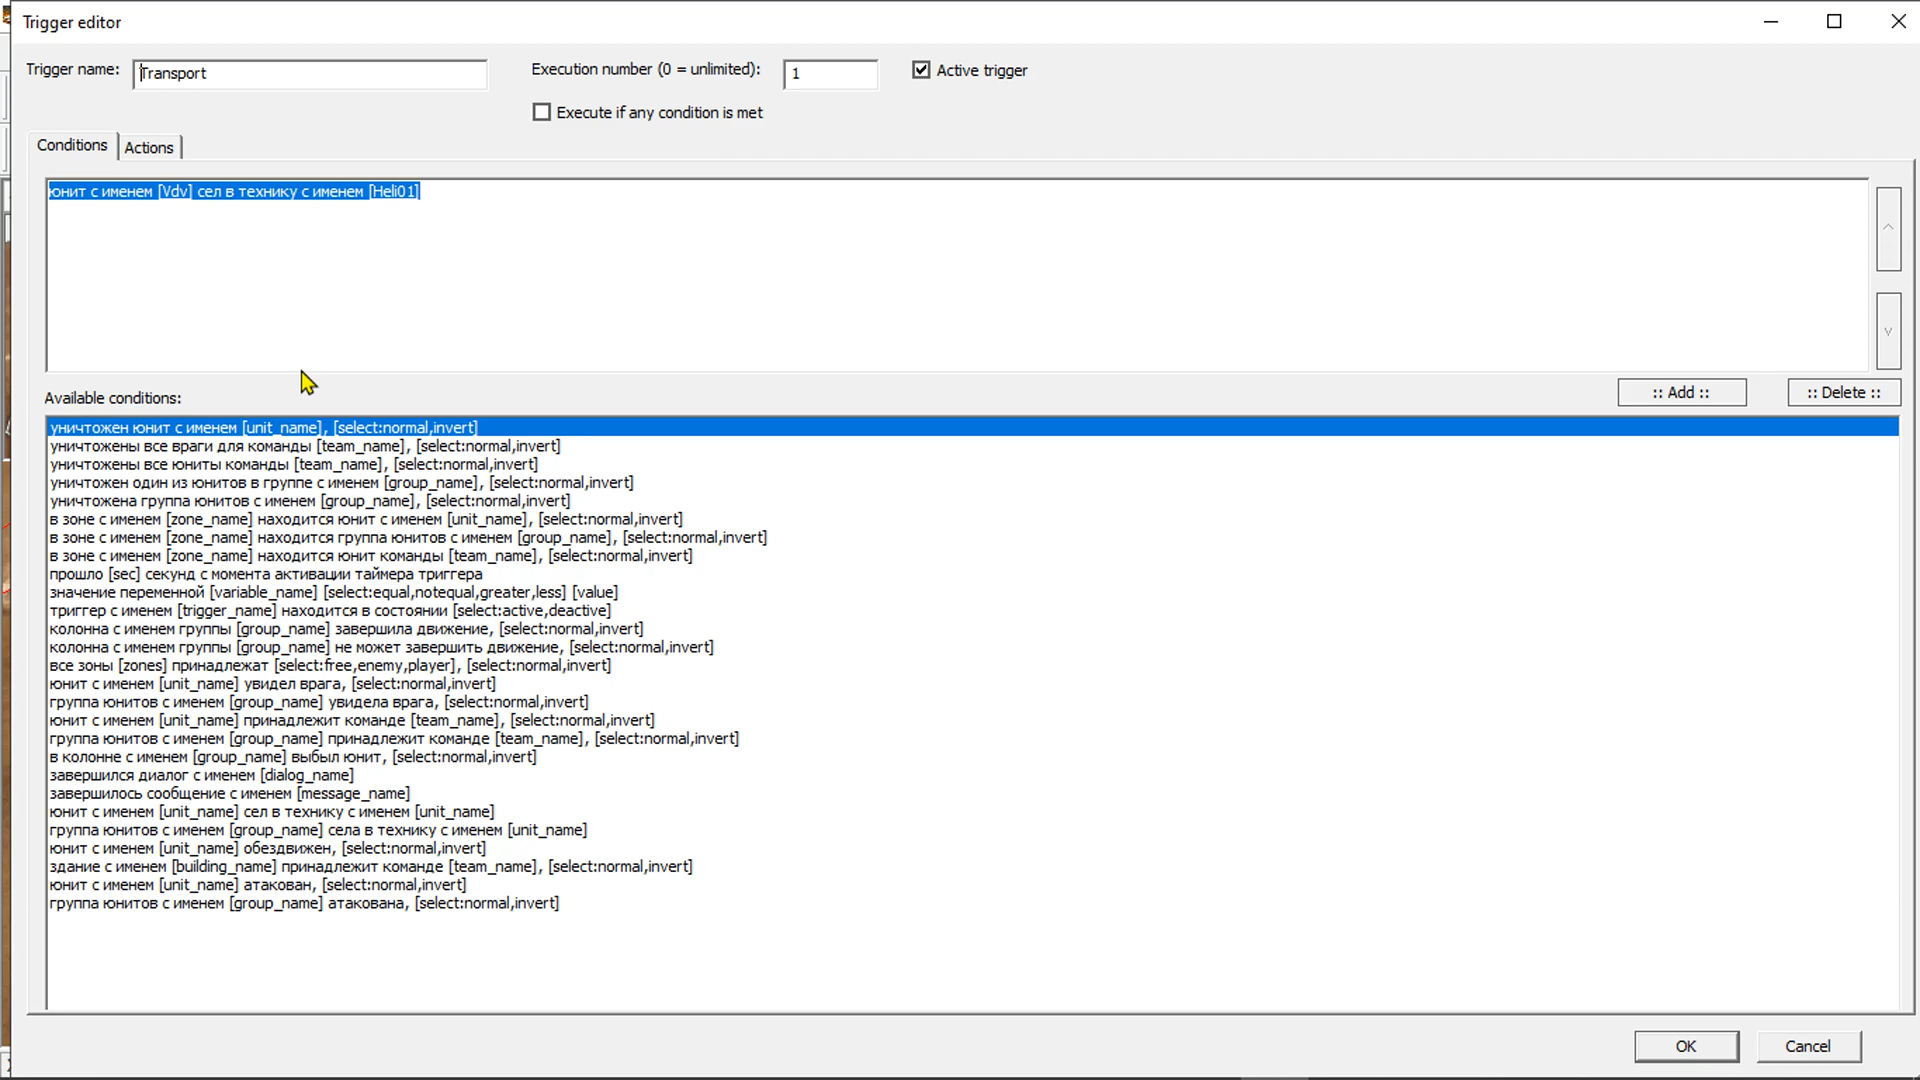 Trigger editor
Trigger name: Transport Execution number (0 = unlimited): 1 Active trigger
Execute if any condition is met
Conditions Actions
юнит с именем [Vdv] сел в технику с именем [Heli01]
Available conditions: :: Add :: :: Delete ::
уничтожен юнит с именем [unit_name], [select:normal,invert]
уничтожены все враги для команды [team_name], [select:normal,invert]
уничтожены все юниты команды [team_name], [select:normal,invert]
уничтожен один из юнитов в группе с именем [group_name], [select:normal,invert]
уничтожена группа юнитов с именем [group_name], [select:normal,invert]
в зоне с именем [zone_name] находится юнит с именем [unit_name], [select:normal,invert]
в зоне с именем [zone_name] находится группа юнитов с именем [group_name], [select:normal,invert]
в зоне с именем [zone_name] находится юнит команды [team_name], [select:normal,invert]
прошло [sec] секунд с момента активации таймера триггера
значение переменной [variable_name] [select:equal,notequal,greater,less] [value]
триггер с именем [trigger_name] находится в состоянии [select:active,deactive]
колонна с именем группы [group_name] завершила движение, [select:normal,invert]
колонна с именем группы [group_name] не может завершить движение, [select:normal,invert]
все зоны [zones] принадлежат [select:free,enemy,player], [select:normal,invert]
юнит с именем [unit_name] увидел врага, [select:normal,invert]
группа юнитов с именем [group_name] увидела врага, [select:normal,invert]
юнит с именем [unit_name] принадлежит команде [team_name], [select:normal,invert]
группа юнитов с именем [group_name] принадлежит команде [team_name], [select:normal,invert]
в колонне с именем [group_name] выбыл юнит, [select:normal,invert]
завершился диалог с именем [dialog_name]
завершилось сообщение с именем [message_name]
юнит с именем [unit_name] сел в технику с именем [unit_name]
группа юнитов с именем [group_name] села в технику с именем [unit_name]
юнит с именем [unit_name] обездвижен, [select:normal,invert]
здание с именем [building_name] принадлежит команде [team_name], [select:normal,invert]
юнит с именем [unit_name] атакован, [select:normal,invert]
группа юнитов с именем [group_name] атакована, [select:normal,invert]
OK Cancel